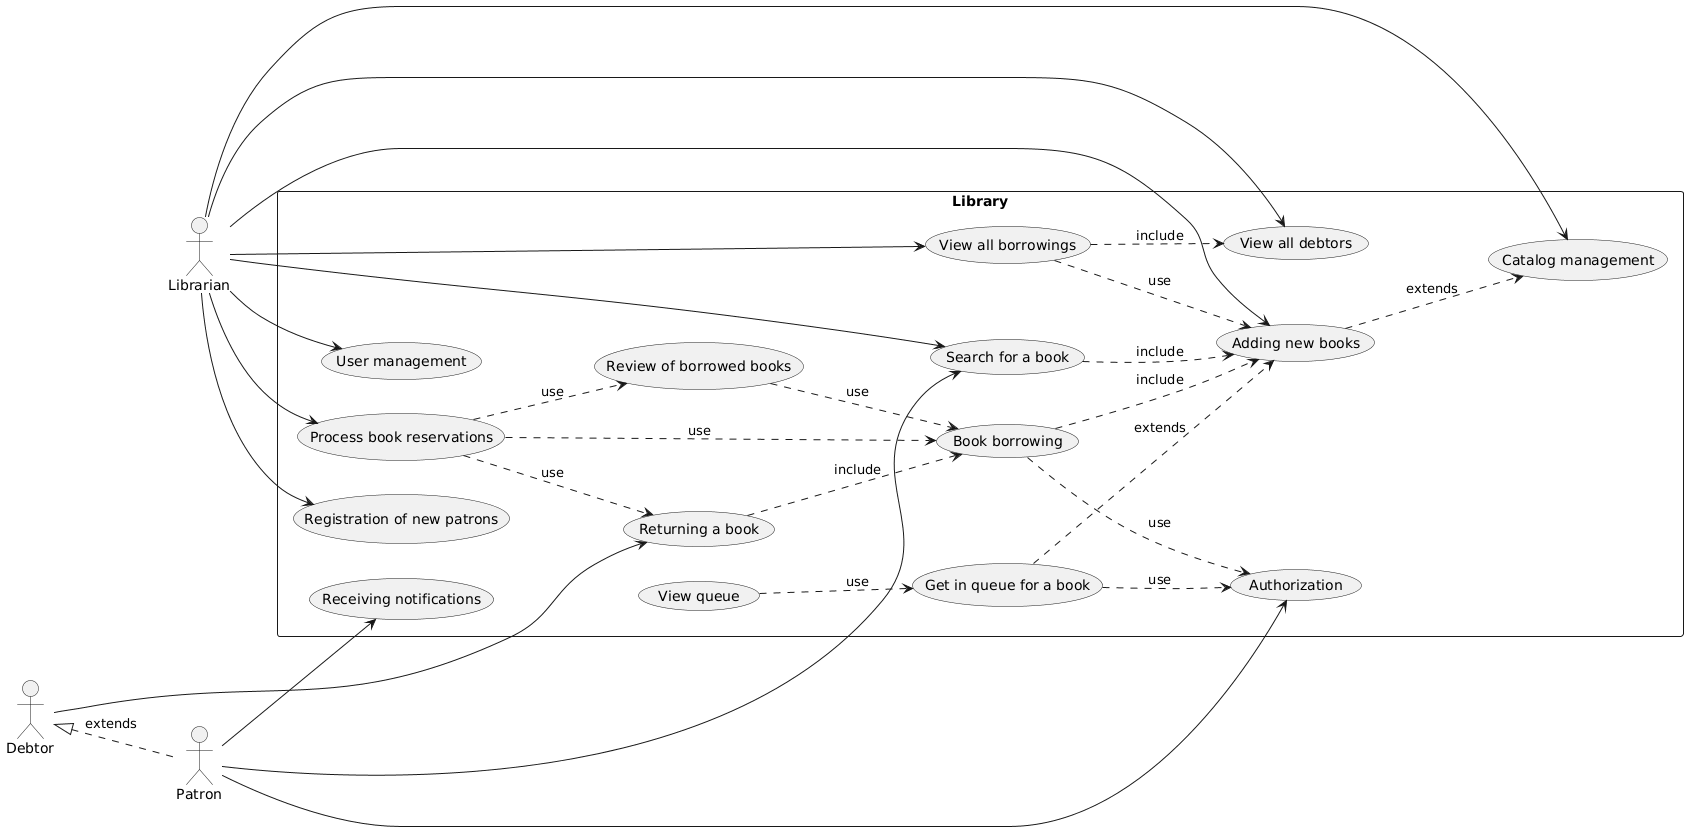 Library
View all borrowings
include
View all debtors
Catalog management
Librarian
use
extends
Adding new books
User management
Review of borrowed books
Search for a book
include
use
use
include
Process book reservations
use
Book borrowing
extends
use
include
Registration of new patrons
Returning a book
use
Receiving notifications
View queue
use
Get in queue for a book
use
Authorization
Debtor
extends
Patron